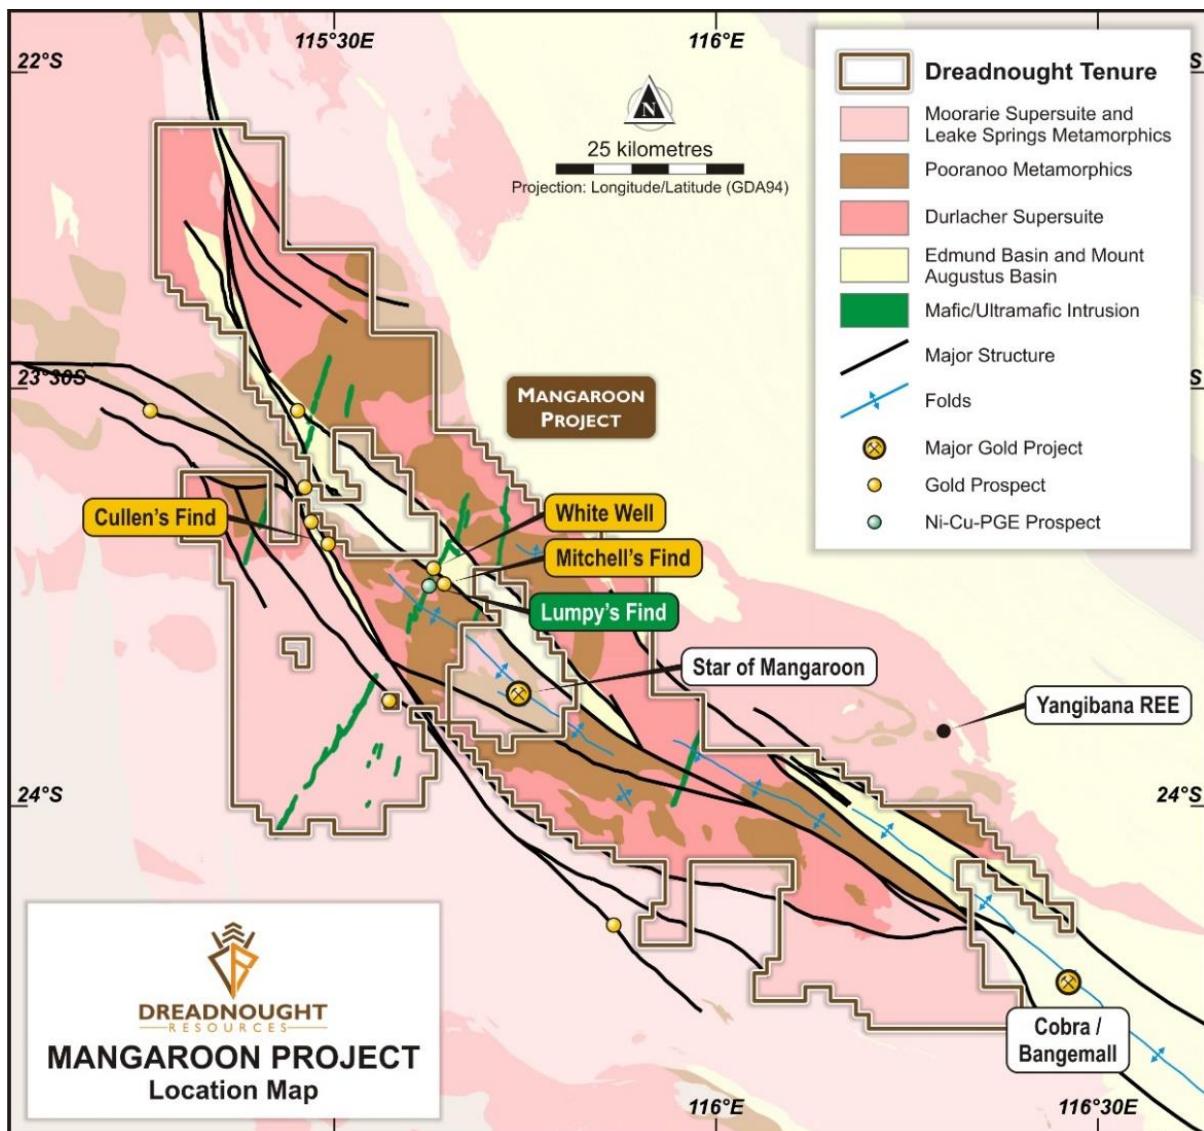 115°30'E
116°E
22°S
S
N
25 kilometres
Projection: Longitude/Latitude (GDA94)
Dreadnought Tenure
Moorarie Supersuite and
Leake Springs Metamorphics
Pooranoo Metamorphics
Durlacher Supersuite
Edmund Basin and Mount
Augustus Basin
Mafic/Ultramafic Intrusion
Major Structure
Folds
Major Gold Project
Gold Prospect
Ni-Cu-PGE Prospect
23°30'S
S
MANGAROON
PROJECT
Cullen's Find
White Well
Mitchell's Find
Lumpy's Find
Star of Mangaroon
Yangibana REE
24°S
24°S
Cobra /
Bangemall
DREADNOUGHT
RESOURCES
MANGAROON PROJECT
Location Map
116°E
116°30'E